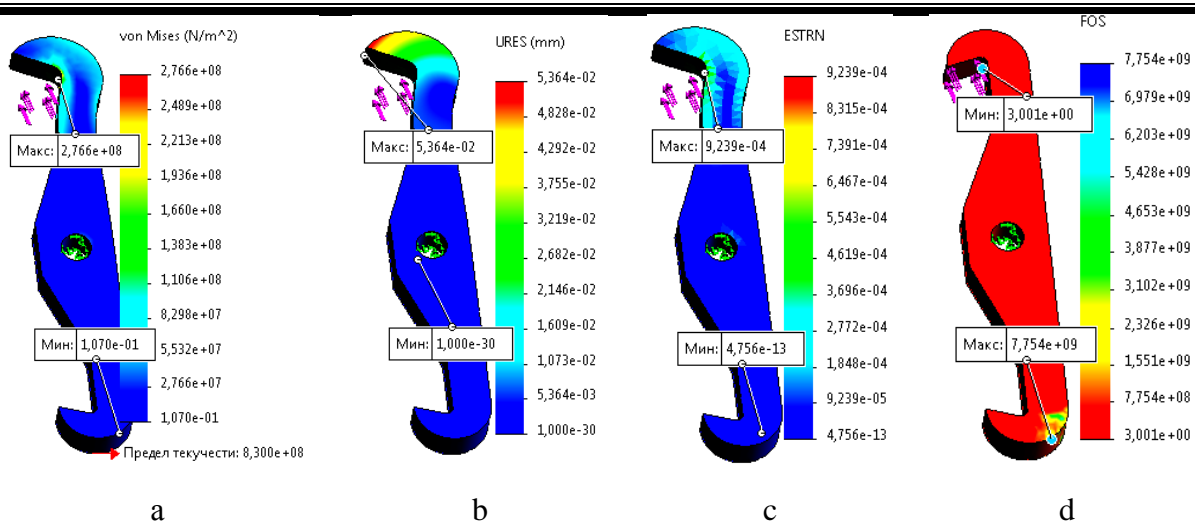 von Mises (N/m^2)
2,766e+08
2,489e+08
2,213e+08
1,936e+08
1,660e+08
1,383e+08
1,106e+08
8,298e+07
5,532e+07
2,766e+07
1,070e-01
Макс: 2,766e+08
Мин: 1,070e-01
Предел текучести: 8,300e+08
a
URES (mm)
5,364e-02
4,828e-02
4,292e-02
3,755e-02
3,219e-02
2,682e-02
2,146e-02
1,609e-02
1,073e-02
5,364e-03
1,000e-30
Макс: 5,364e-02
Мин: 1,000e-30
b
ESTRN
9,239e-04
8,315e-04
7,391e-04
6,467e-04
5,543e-04
4,619e-04
3,696e-04
2,772e-04
1,848e-04
9,239e-05
4,756e-13
Макс: 9,239e-04
Мин: 4,756e-13
c
FOS
7,754e+09
6,979e+09
6,203e+09
5,428e+09
4,653e+09
3,877e+09
3,102e+09
2,326e+09
1,551e+09
7,754e+08
3,001e+00
Мин: 3,001e+00
Макс: 7,754e+09
d